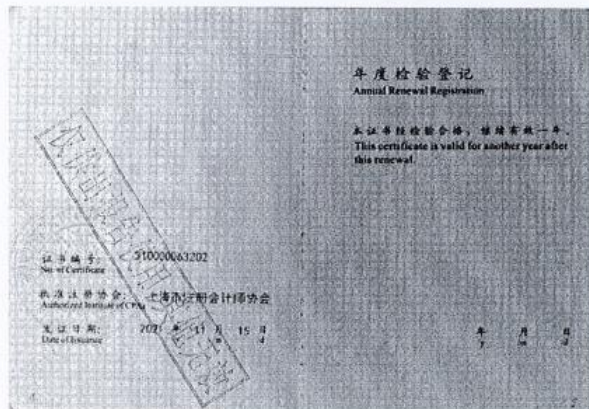 证书编号: 310000063202
No. of Certificate
批准注册协会: 上海市注册会计师协会
Authorized Institute of CPAs
发证日期: 2021 年 11 月 15 日
Date of Issuance y m d
年度检验登记
Annual Renewal Registration
本证书经检验合格，继续有效一年。
This certificate is valid for another year after
this renewal.
年 月 日
y m d